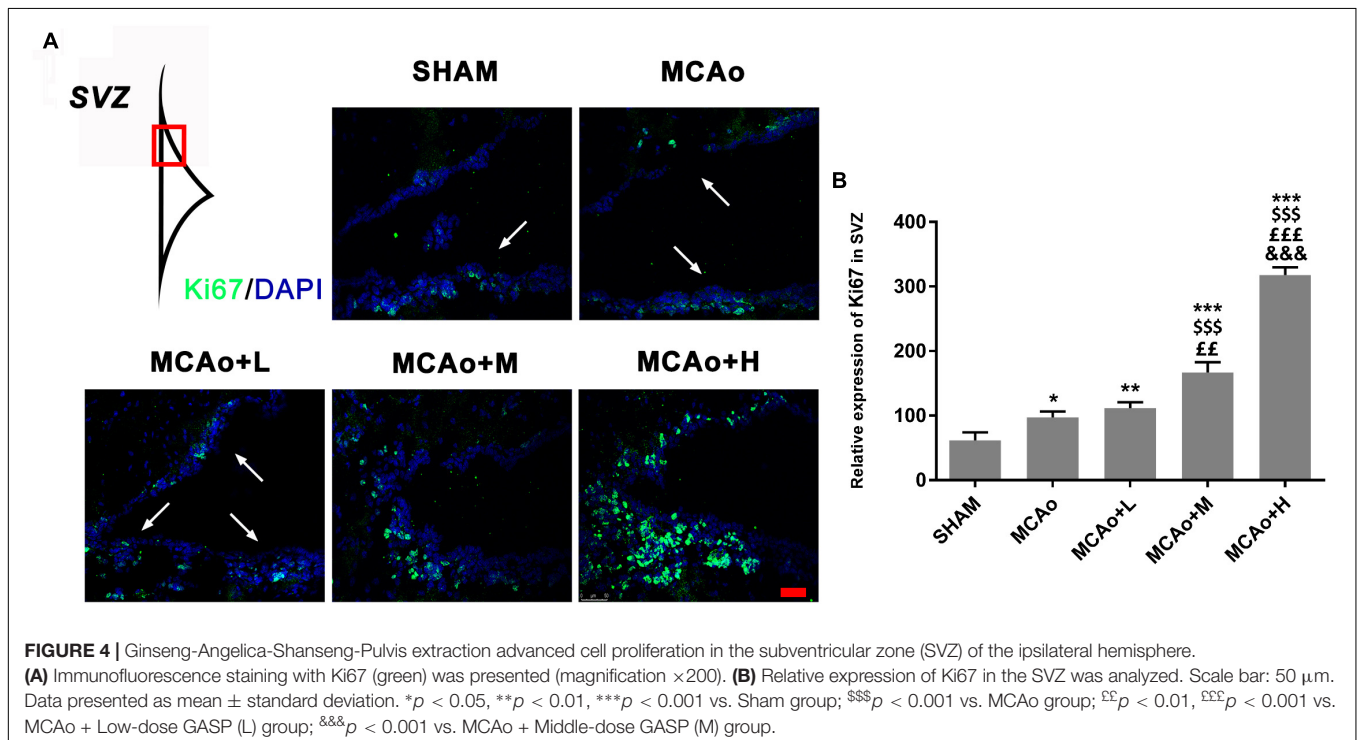 A
SVZ
Ki67/DAPI
SHAM
MCAo
MCAo+L
MCAo+M
MCAo+H
B
Relative expression of Ki67 in SVZ
400
300
200
100
0
*
**
***
$$$
££
***
$$$
£££
&&&
SHAM
MCAo
MCAo+L
MCAo+M
MCAo+H
FIGURE 4 | Ginseng-Angelica-Shanseng-Pulvis extraction advanced cell proliferation in the subventricular zone (SVZ) of the ipsilateral hemisphere.
(A) Immunofluorescence staining with Ki67 (green) was presented (magnification ×200). (B) Relative expression of Ki67 in the SVZ was analyzed. Scale bar: 50 μm.
Data presented as mean ± standard deviation. *p < 0.05, **p < 0.01, ***p < 0.001 vs. Sham group; $$$p < 0.001 vs. MCAo group; ££p < 0.01, £££p < 0.001 vs.
MCAo + Low-dose GASP (L) group; &&&p < 0.001 vs. MCAo + Middle-dose GASP (M) group.